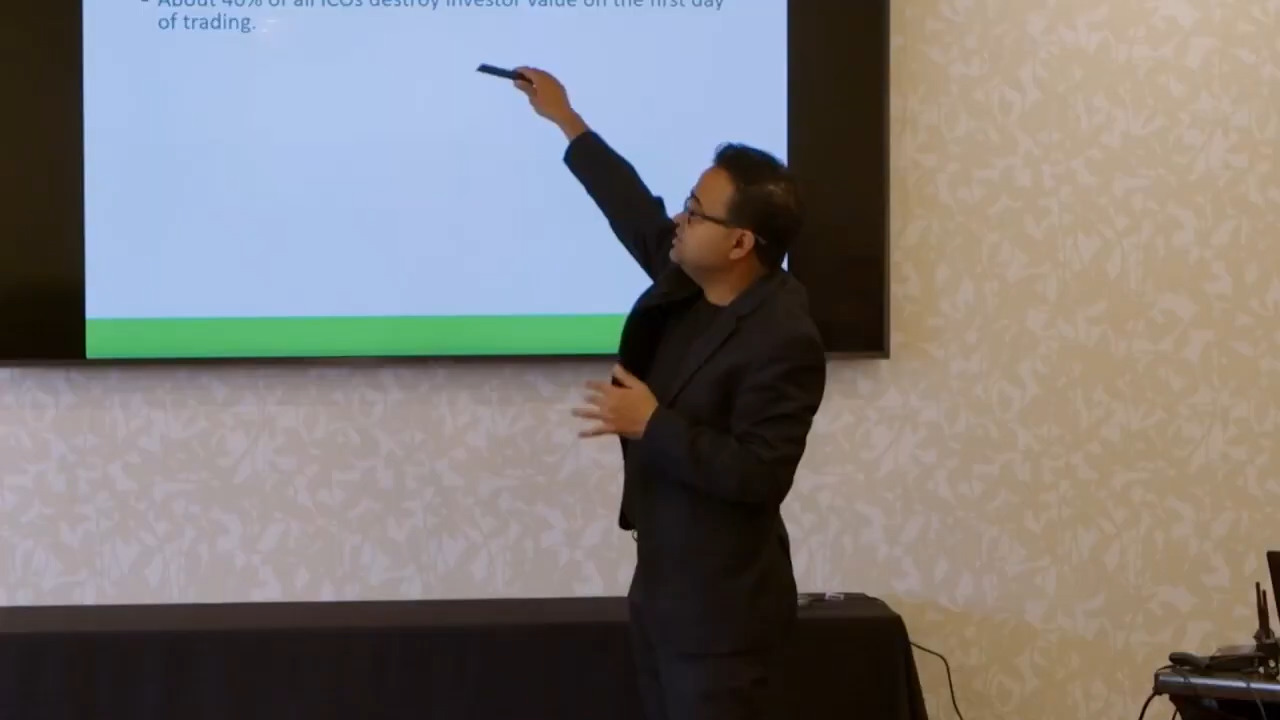 - About 40% of all ICOs destroy investor value on the first day
of trading.